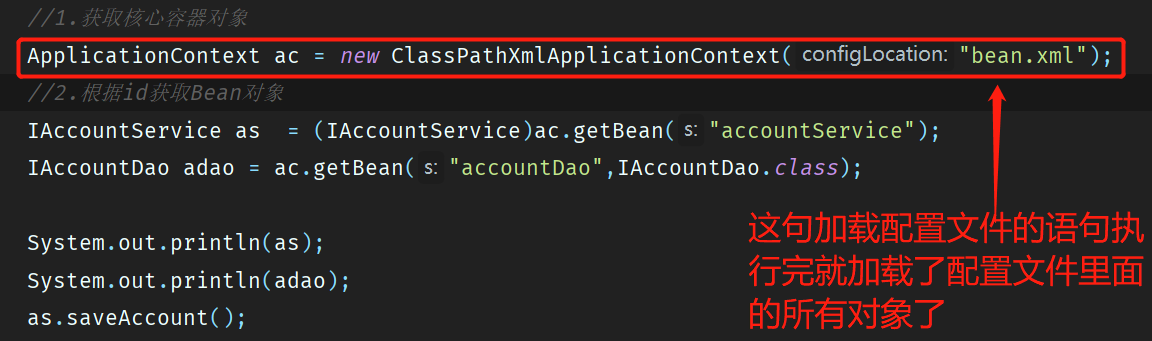 //1.获取核心容器对象
ApplicationContext ac = new ClassPathXmlApplicationContext( configLocation: "bean.xml");
//2.根据id获取Bean对象
IAccountService as  = (IAccountService)ac.getBean( s: "accountService");
IAccountDao adao = ac.getBean( s: "accountDao",IAccountDao.class);
System.out.println(as);
System.out.println(adao);
as.saveAccount();
这句加载配置文件的语句执
行完就加载了配置文件里面
的所有对象了